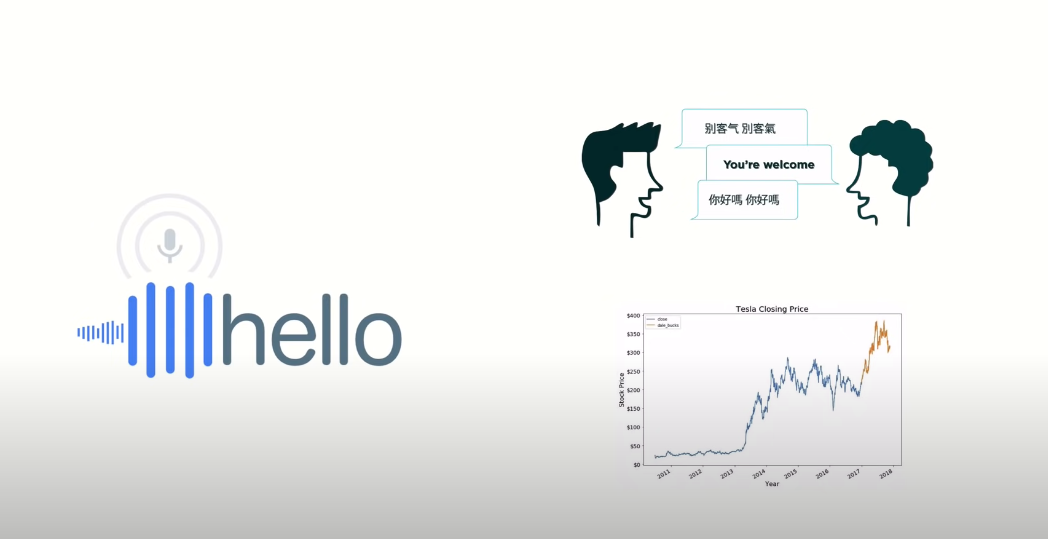 hello
别客气 別客氣
You're welcome
你好嗎 你好嗎
Tesla Closing Price
close
date_bucks
$400
$350
$300
$250
$200
$150
$100
$50
$0
Stock Price
2011
2012
2013
2014
2015
2016
2017
2018
Year